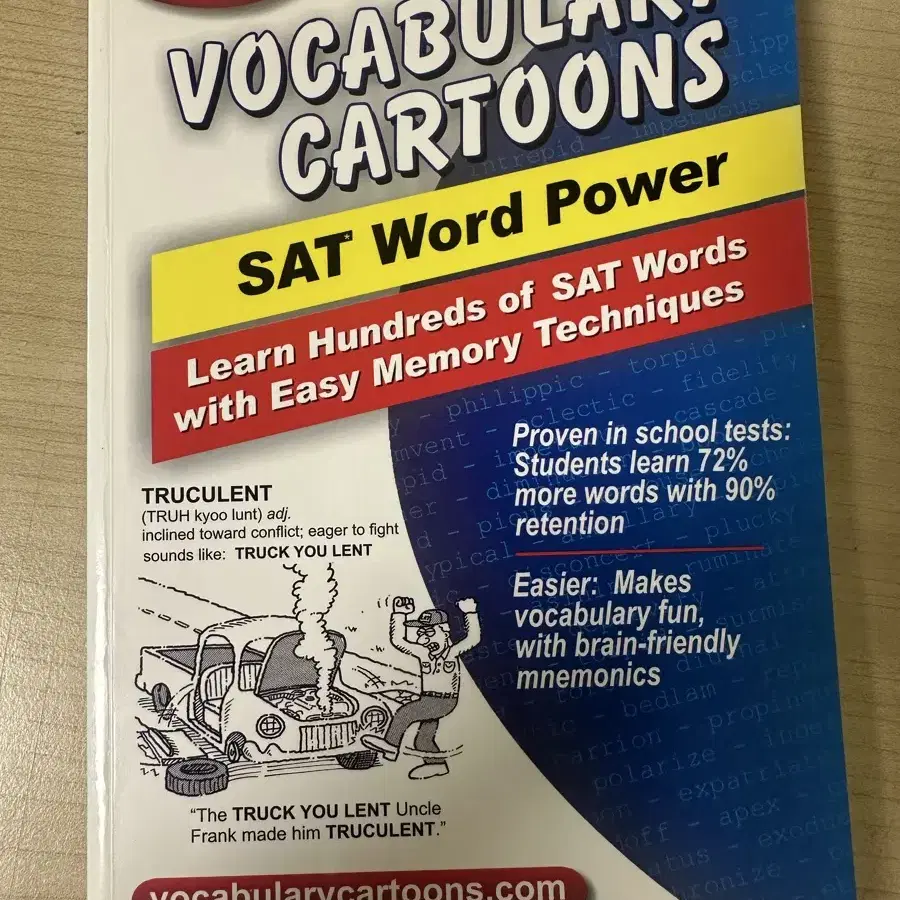 VOCABULARY
CARTOONS
SAT* Word Power
Learn Hundreds of SAT Words
with Easy Memory Techniques
intrepid - impetuous -
- philippic - torpid -
eclectic - fidelity
cascade
Proven in school tests:
Students learn 72%
more words with 90%
retention
Easier: Makes
vocabulary fun,
with brain-friendly
mnemonics
TRUCULENT
(TRUH kyoo lunt) adj.
inclined toward conflict; eager to fight
sounds like: TRUCK YOU LENT
- bedlam -
polarize -
- apex -
“The TRUCK YOU LENT Uncle
Frank made him TRUCULENT.”
vocabularycartoons.com